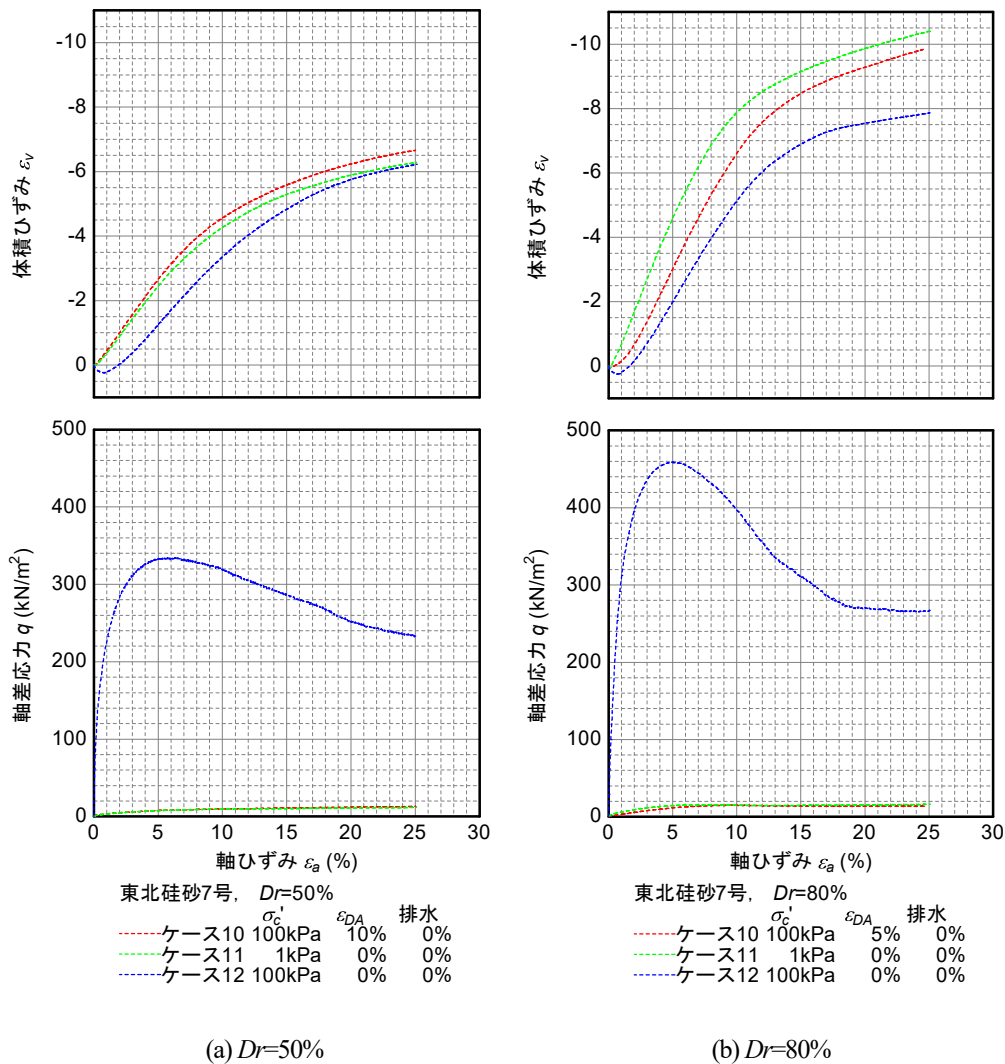 -10
-8
-6
-4
-2
0
体積ひずみ εv
500
400
300
200
100
0
軸差応力 q (kN/m²)
0 5 10 15 20 25 30
軸ひずみ εa (%)
東北硅砂7号, Dr=50%
σc' εDA 排水
ケース10 100kPa 10% 0%
ケース11 1kPa 0% 0%
ケース12 100kPa 0% 0%
(a) Dr=50%
-10
-8
-6
-4
-2
0
体積ひずみ εv
500
400
300
200
100
0
軸差応力 q (kN/m²)
0 5 10 15 20 25 30
軸ひずみ εa (%)
東北硅砂7号, Dr=80%
σc' εDA 排水
ケース10 100kPa 5% 0%
ケース11 1kPa 0% 0%
ケース12 100kPa 0% 0%
(b) Dr=80%